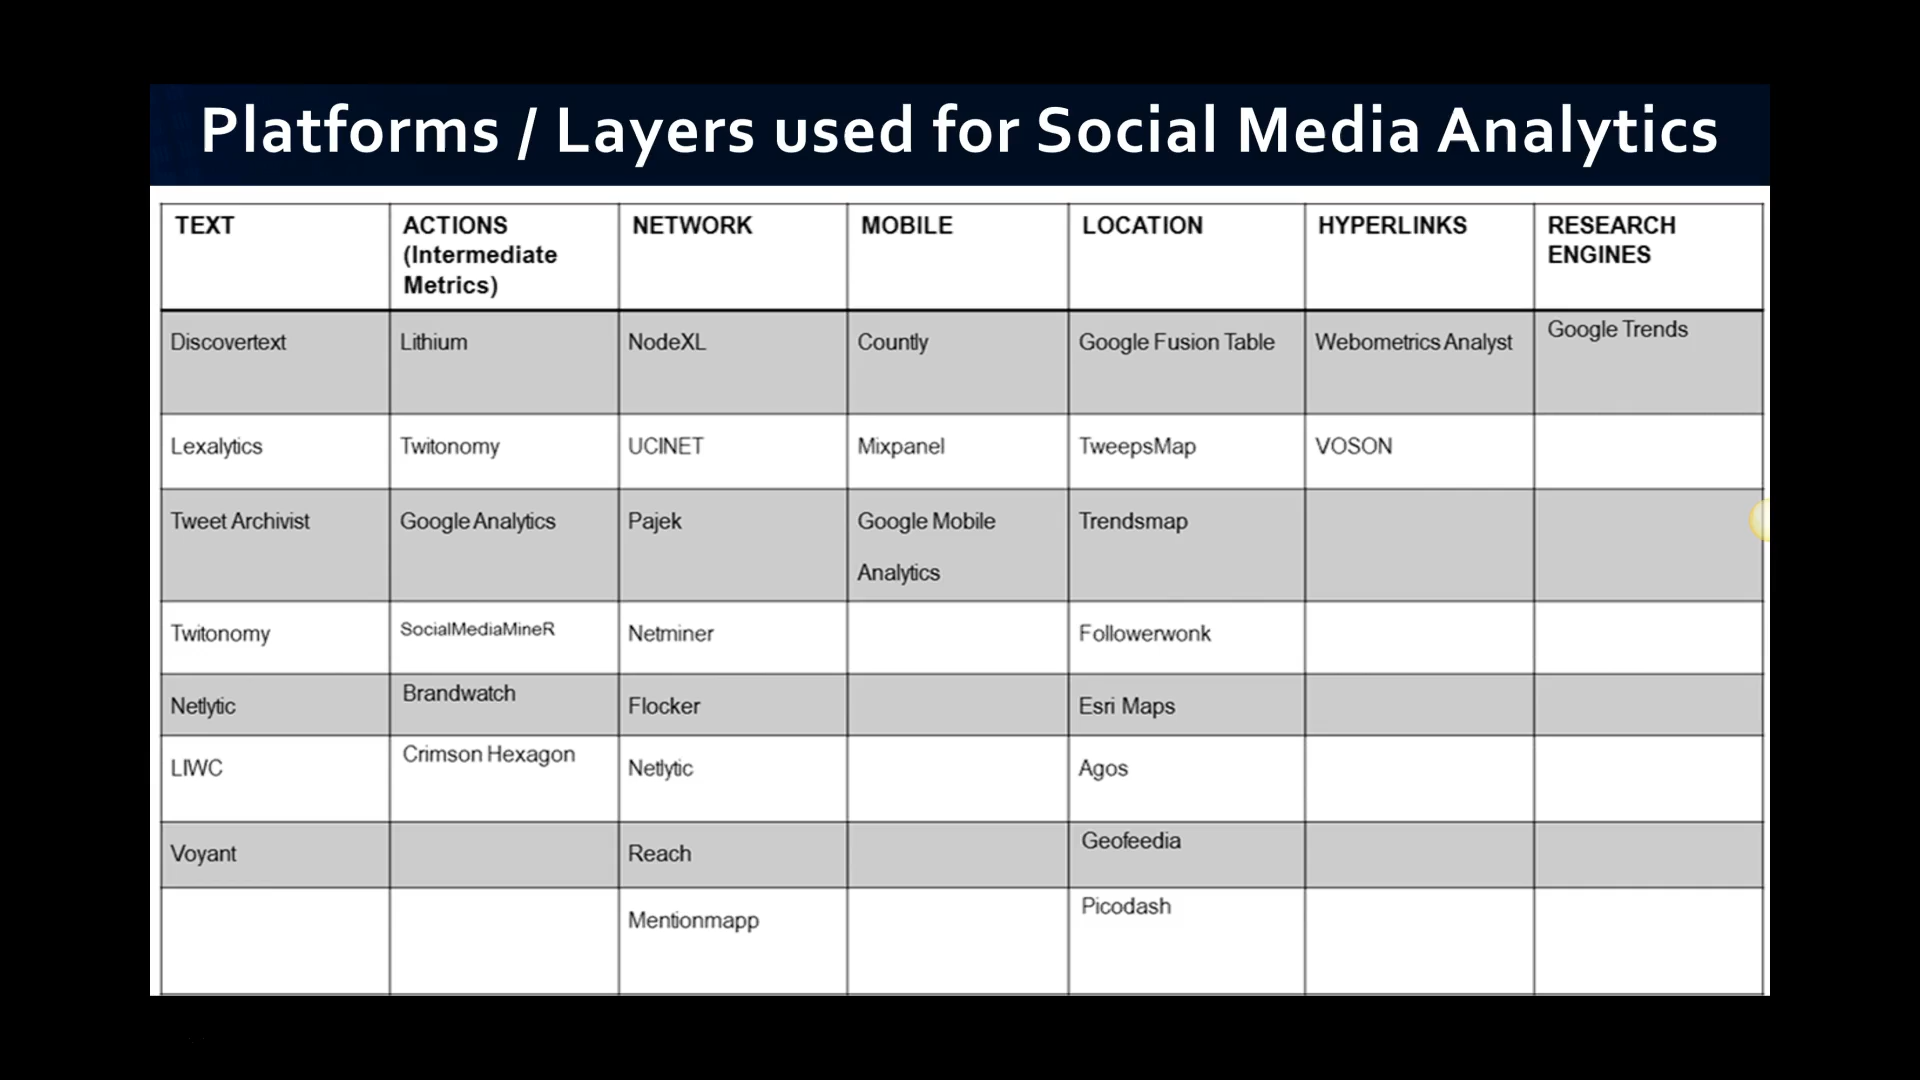 Platforms / Layers used for Social Media Analytics
TEXT
ACTIONS
(Intermediate
Metrics)
NETWORK
MOBILE
LOCATION
HYPERLINKS
RESEARCH
ENGINES
Discovertext
Lithium
NodeXL
Countly
Google Fusion Table
Webometrics Analyst
Google Trends
Lexalytics
Twitonomy
UCINET
Mixpanel
TweepsMap
VOSON
Tweet Archivist
Google Analytics
Pajek
Google Mobile
Analytics
Trendsmap
Twitonomy
SocialMediaMineR
Netminer
Followerwonk
Netlytic
Brandwatch
Flocker
Esri Maps
LIWC
Crimson Hexagon
Netlytic
Agos
Voyant
Reach
Geofeedia
Mentionmapp
Picodash